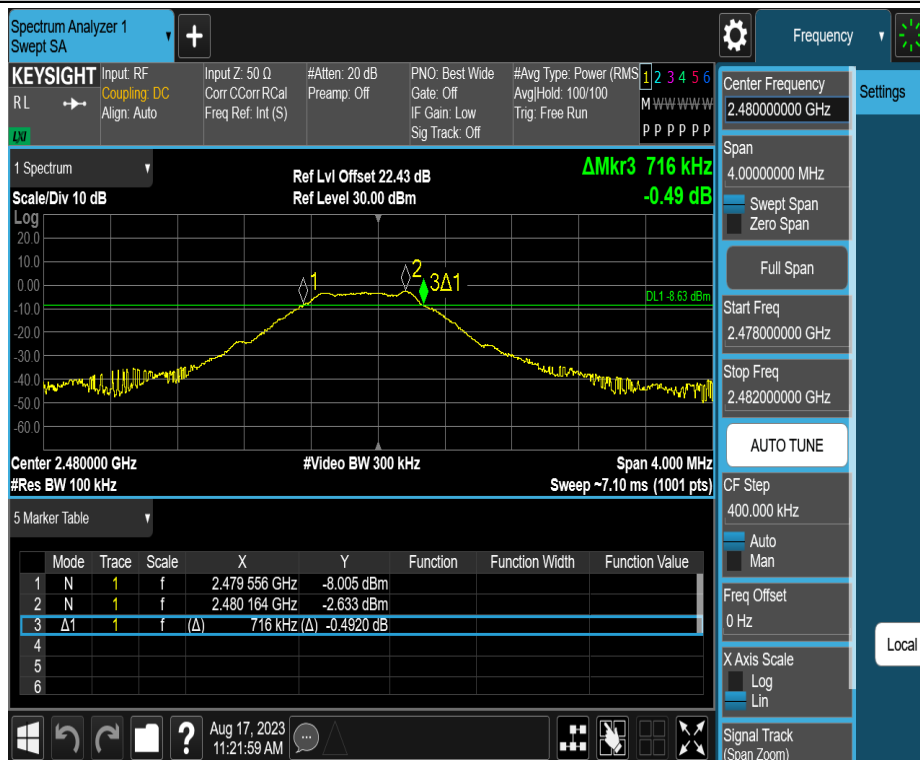 Spectrum Analyzer 1
Swept SA
+
Frequency
KEYSIGHT
RL
LXI
Input: RF
Coupling: DC
Align: Auto
Input Z: 50 Ω
Corr CCorr RCal
Freq Ref: Int (S)
#Atten: 20 dB
Preamp: Off
PNO: Best Wide
Gate: Off
IF Gain: Low
Sig Track: Off
#Avg Type: Power (RMS
Avg|Hold: 100/100
Trig: Free Run
1 2 3 4 5 6
M W W W W W
P P P P P P
Center Frequency
2.480000000 GHz
Settings
Span
4.00000000 MHz
Swept Span
Zero Span
Full Span
Start Freq
2.478000000 GHz
Stop Freq
2.482000000 GHz
AUTO TUNE
CF Step
400.000 kHz
Auto
Man
Freq Offset
0 Hz
X Axis Scale
Log
Lin
Signal Track
(Span Zoom)
Local
1 Spectrum
Scale/Div 10 dB
Ref Lvl Offset 22.43 dB
Ref Level 30.00 dBm
ΔMkr3 716 kHz
-0.49 dB
Log
20.0
10.0
0.00
-10.0
-20.0
-30.0
-40.0
-50.0
-60.0
1
2
3Δ1
DL1 -8.63 dBm
Center 2.480000 GHz
#Video BW 300 kHz
Span 4.000 MHz
#Res BW 100 kHz
Sweep ~7.10 ms (1001 pts)
5 Marker Table
Mode Trace Scale X Y Function Function Width Function Value
1 N 1 f 2.479 556 GHz -8.005 dBm
2 N 1 f 2.480 164 GHz -2.633 dBm
3 Δ1 1 f (Δ) 716 kHz (Δ) -0.4920 dB
4
5
6
?
Aug 17, 2023
11:21:59 AM